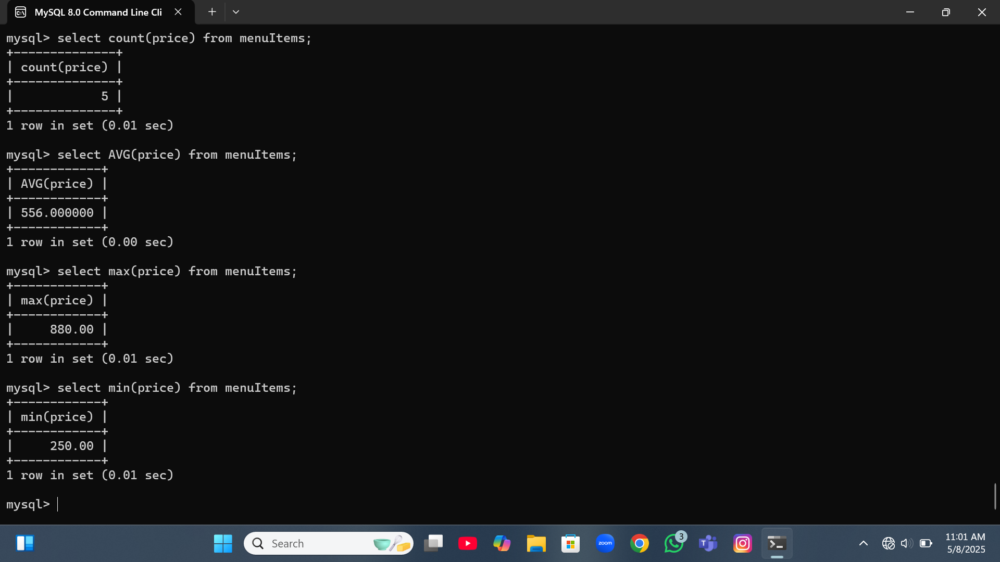 MySQL 8.0 Command Line Cli
mysql> select count(price) from menuItems;
+--------------+
| count(price) |
+--------------+
|            5 |
+--------------+
1 row in set (0.01 sec)
mysql> select AVG(price) from menuItems;
+------------+
| AVG(price) |
+------------+
| 556.000000 |
+------------+
1 row in set (0.00 sec)
mysql> select max(price) from menuItems;
+------------+
| max(price) |
+------------+
|     880.00 |
+------------+
1 row in set (0.01 sec)
mysql> select min(price) from menuItems;
+------------+
| min(price) |
+------------+
|     250.00 |
+------------+
1 row in set (0.01 sec)
mysql>
Search
zoom
3
T
11:01 AM
5/8/2025